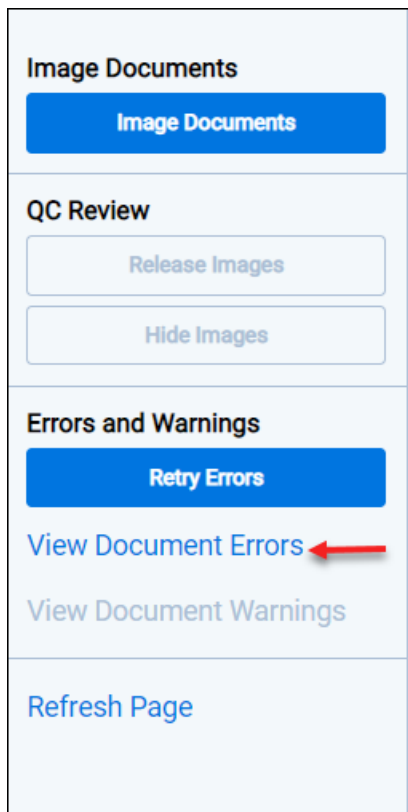 Image Documents
Image Documents
QC Review
Release Images
Hide Images
Errors and Warnings
Retry Errors
View Document Errors
View Document Warnings
Refresh Page